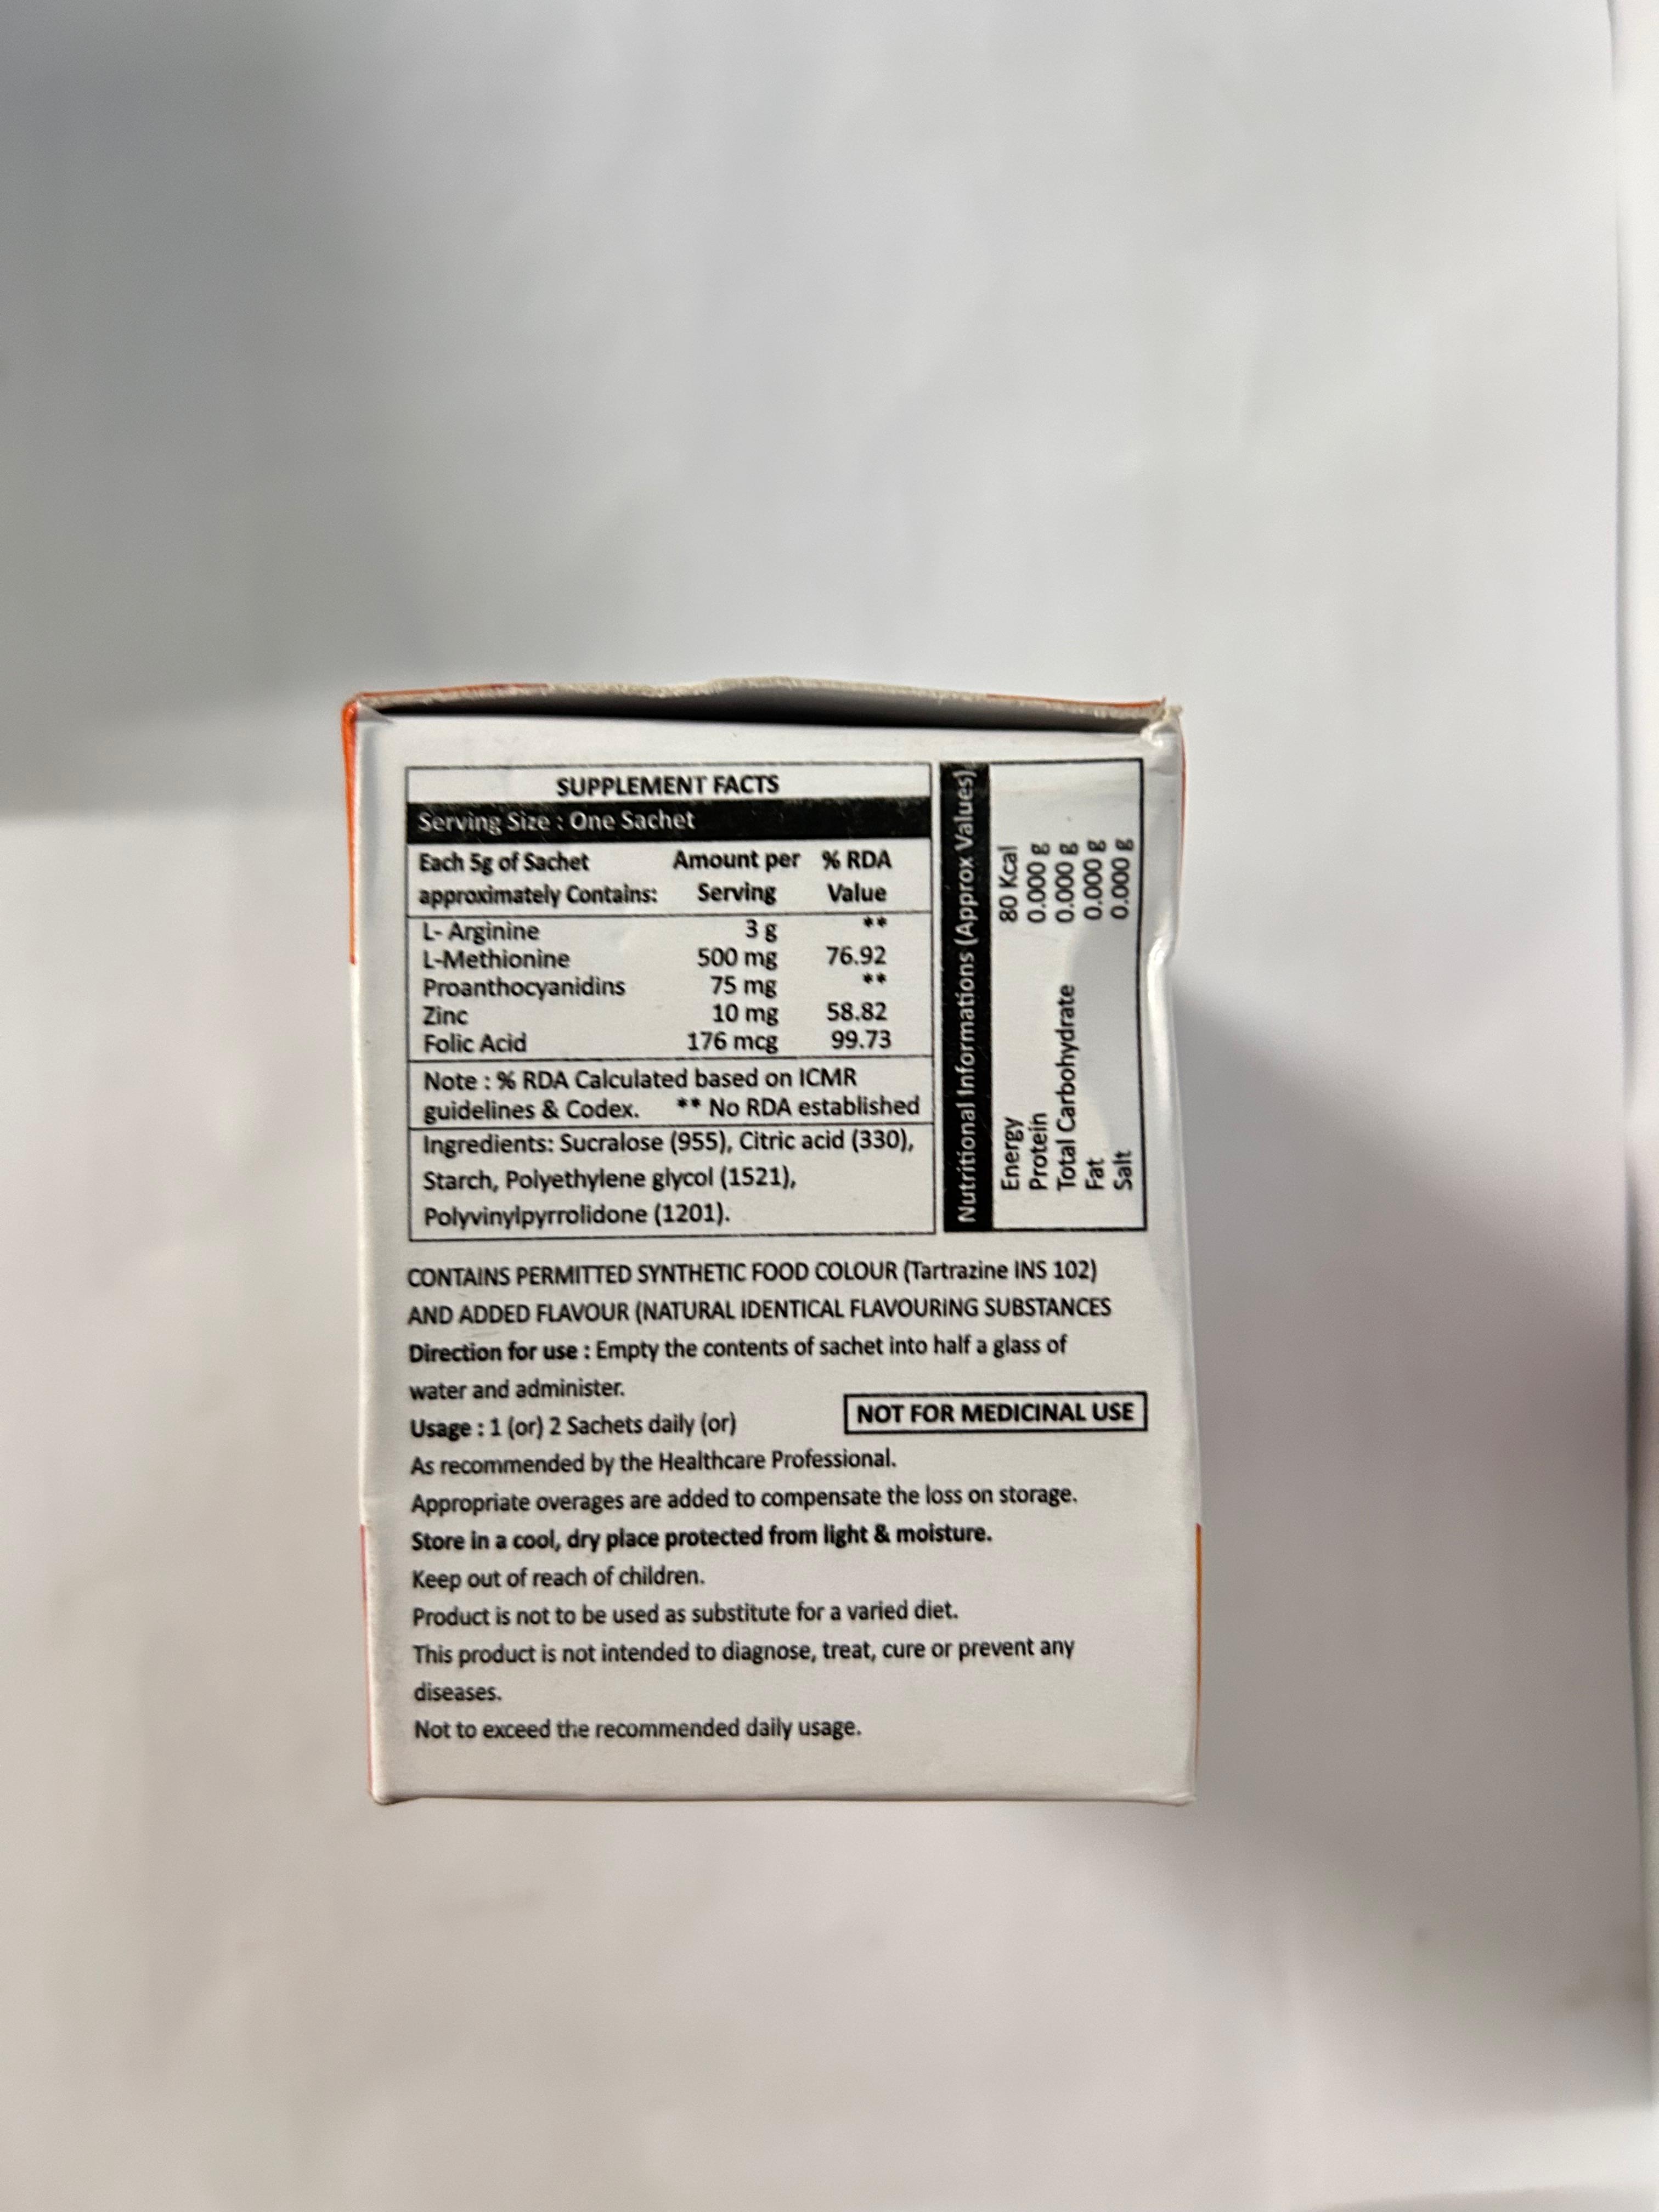 SUPPLEMENT FACTS
Serving Size : One Sachet
Each 5g of Sachet Amount per % RDA
approximately Contains: Serving Value
L- Arginine 3 g **
L-Methionine 500 mg 76.92
Proanthocyanidins 75 mg **
Zinc 10 mg 58.82
Folic Acid 176 mcg 99.73
Note : % RDA Calculated based on ICMR
guidelines & Codex. ** No RDA established
Ingredients: Sucralose (955), Citric acid (330),
Starch, Polyethylene glycol (1521),
Polyvinylpyrrolidone (1201).
Nutritional Informations (Approx Values)
Energy 80 Kcal
Protein 0.000 g
Total Carbohydrate 0.000 g
Fat 0.000 g
Salt 0.000 g
CONTAINS PERMITTED SYNTHETIC FOOD COLOUR (Tartrazine INS 102)
AND ADDED FLAVOUR (NATURAL IDENTICAL FLAVOURING SUBSTANCES
Direction for use : Empty the contents of sachet into half a glass of
water and administer.
NOT FOR MEDICINAL USE
Usage : 1 (or) 2 Sachets daily (or)
As recommended by the Healthcare Professional.
Appropriate overages are added to compensate the loss on storage.
Store in a cool, dry place protected from light & moisture.
Keep out of reach of children.
Product is not to be used as substitute for a varied diet.
This product is not intended to diagnose, treat, cure or prevent any
diseases.
Not to exceed the recommended daily usage.